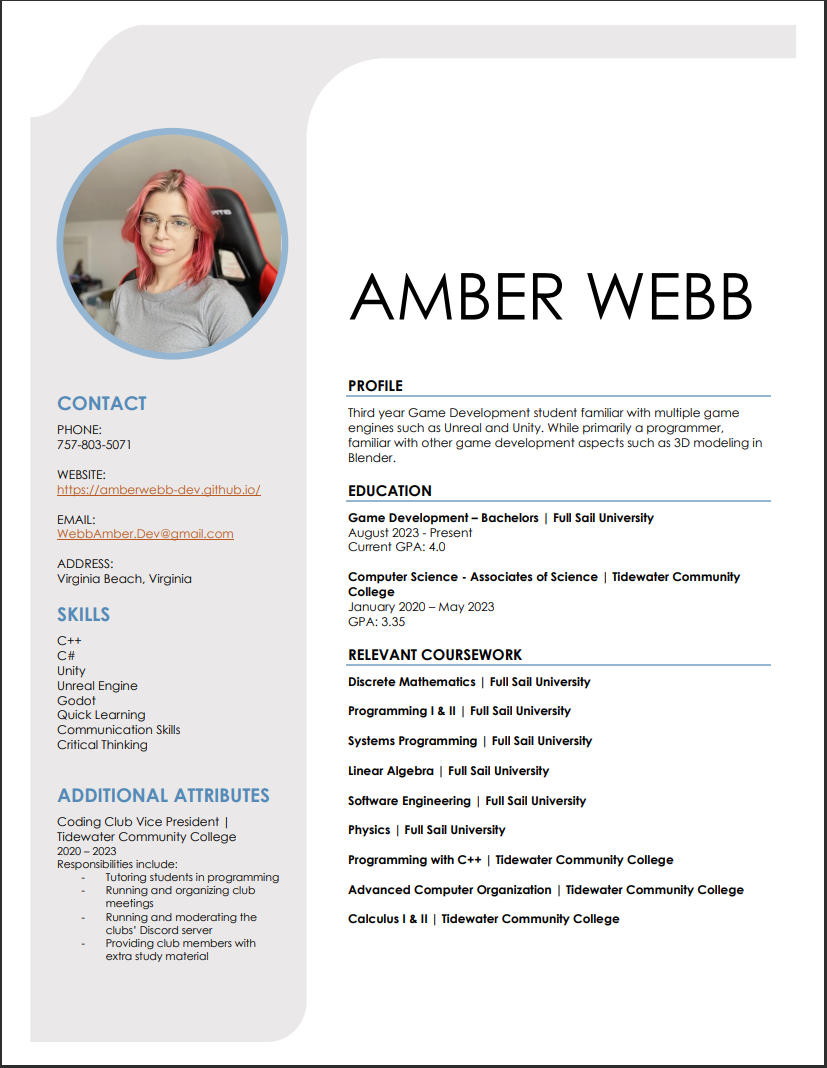 AMBER WEBB
CONTACT
PHONE:
757-803-5071
WEBSITE:
https://amberwebb-dev.github.io/
EMAIL:
WebbAmber.Dev@gmail.com
ADDRESS:
Virginia Beach, Virginia
SKILLS
C++
C#
Unity
Unreal Engine
Godot
Quick Learning
Communication Skills
Critical Thinking
ADDITIONAL ATTRIBUTES
Coding Club Vice President |
Tidewater Community College
2020 – 2023
Responsibilities include:
- Tutoring students in programming
- Running and organizing club
meetings
- Running and moderating the
clubs’ Discord server
- Providing club members with
extra study material
PROFILE
Third year Game Development student familiar with multiple game
engines such as Unreal and Unity. While primarily a programmer,
familiar with other game development aspects such as 3D modeling in
Blender.
EDUCATION
Game Development – Bachelors | Full Sail University
August 2023 - Present
Current GPA: 4.0
Computer Science - Associates of Science | Tidewater Community
College
January 2020 – May 2023
GPA: 3.35
RELEVANT COURSEWORK
Discrete Mathematics | Full Sail University
Programming I & II | Full Sail University
Systems Programming | Full Sail University
Linear Algebra | Full Sail University
Software Engineering | Full Sail University
Physics | Full Sail University
Programming with C++ | Tidewater Community College
Advanced Computer Organization | Tidewater Community College
Calculus I & II | Tidewater Community College